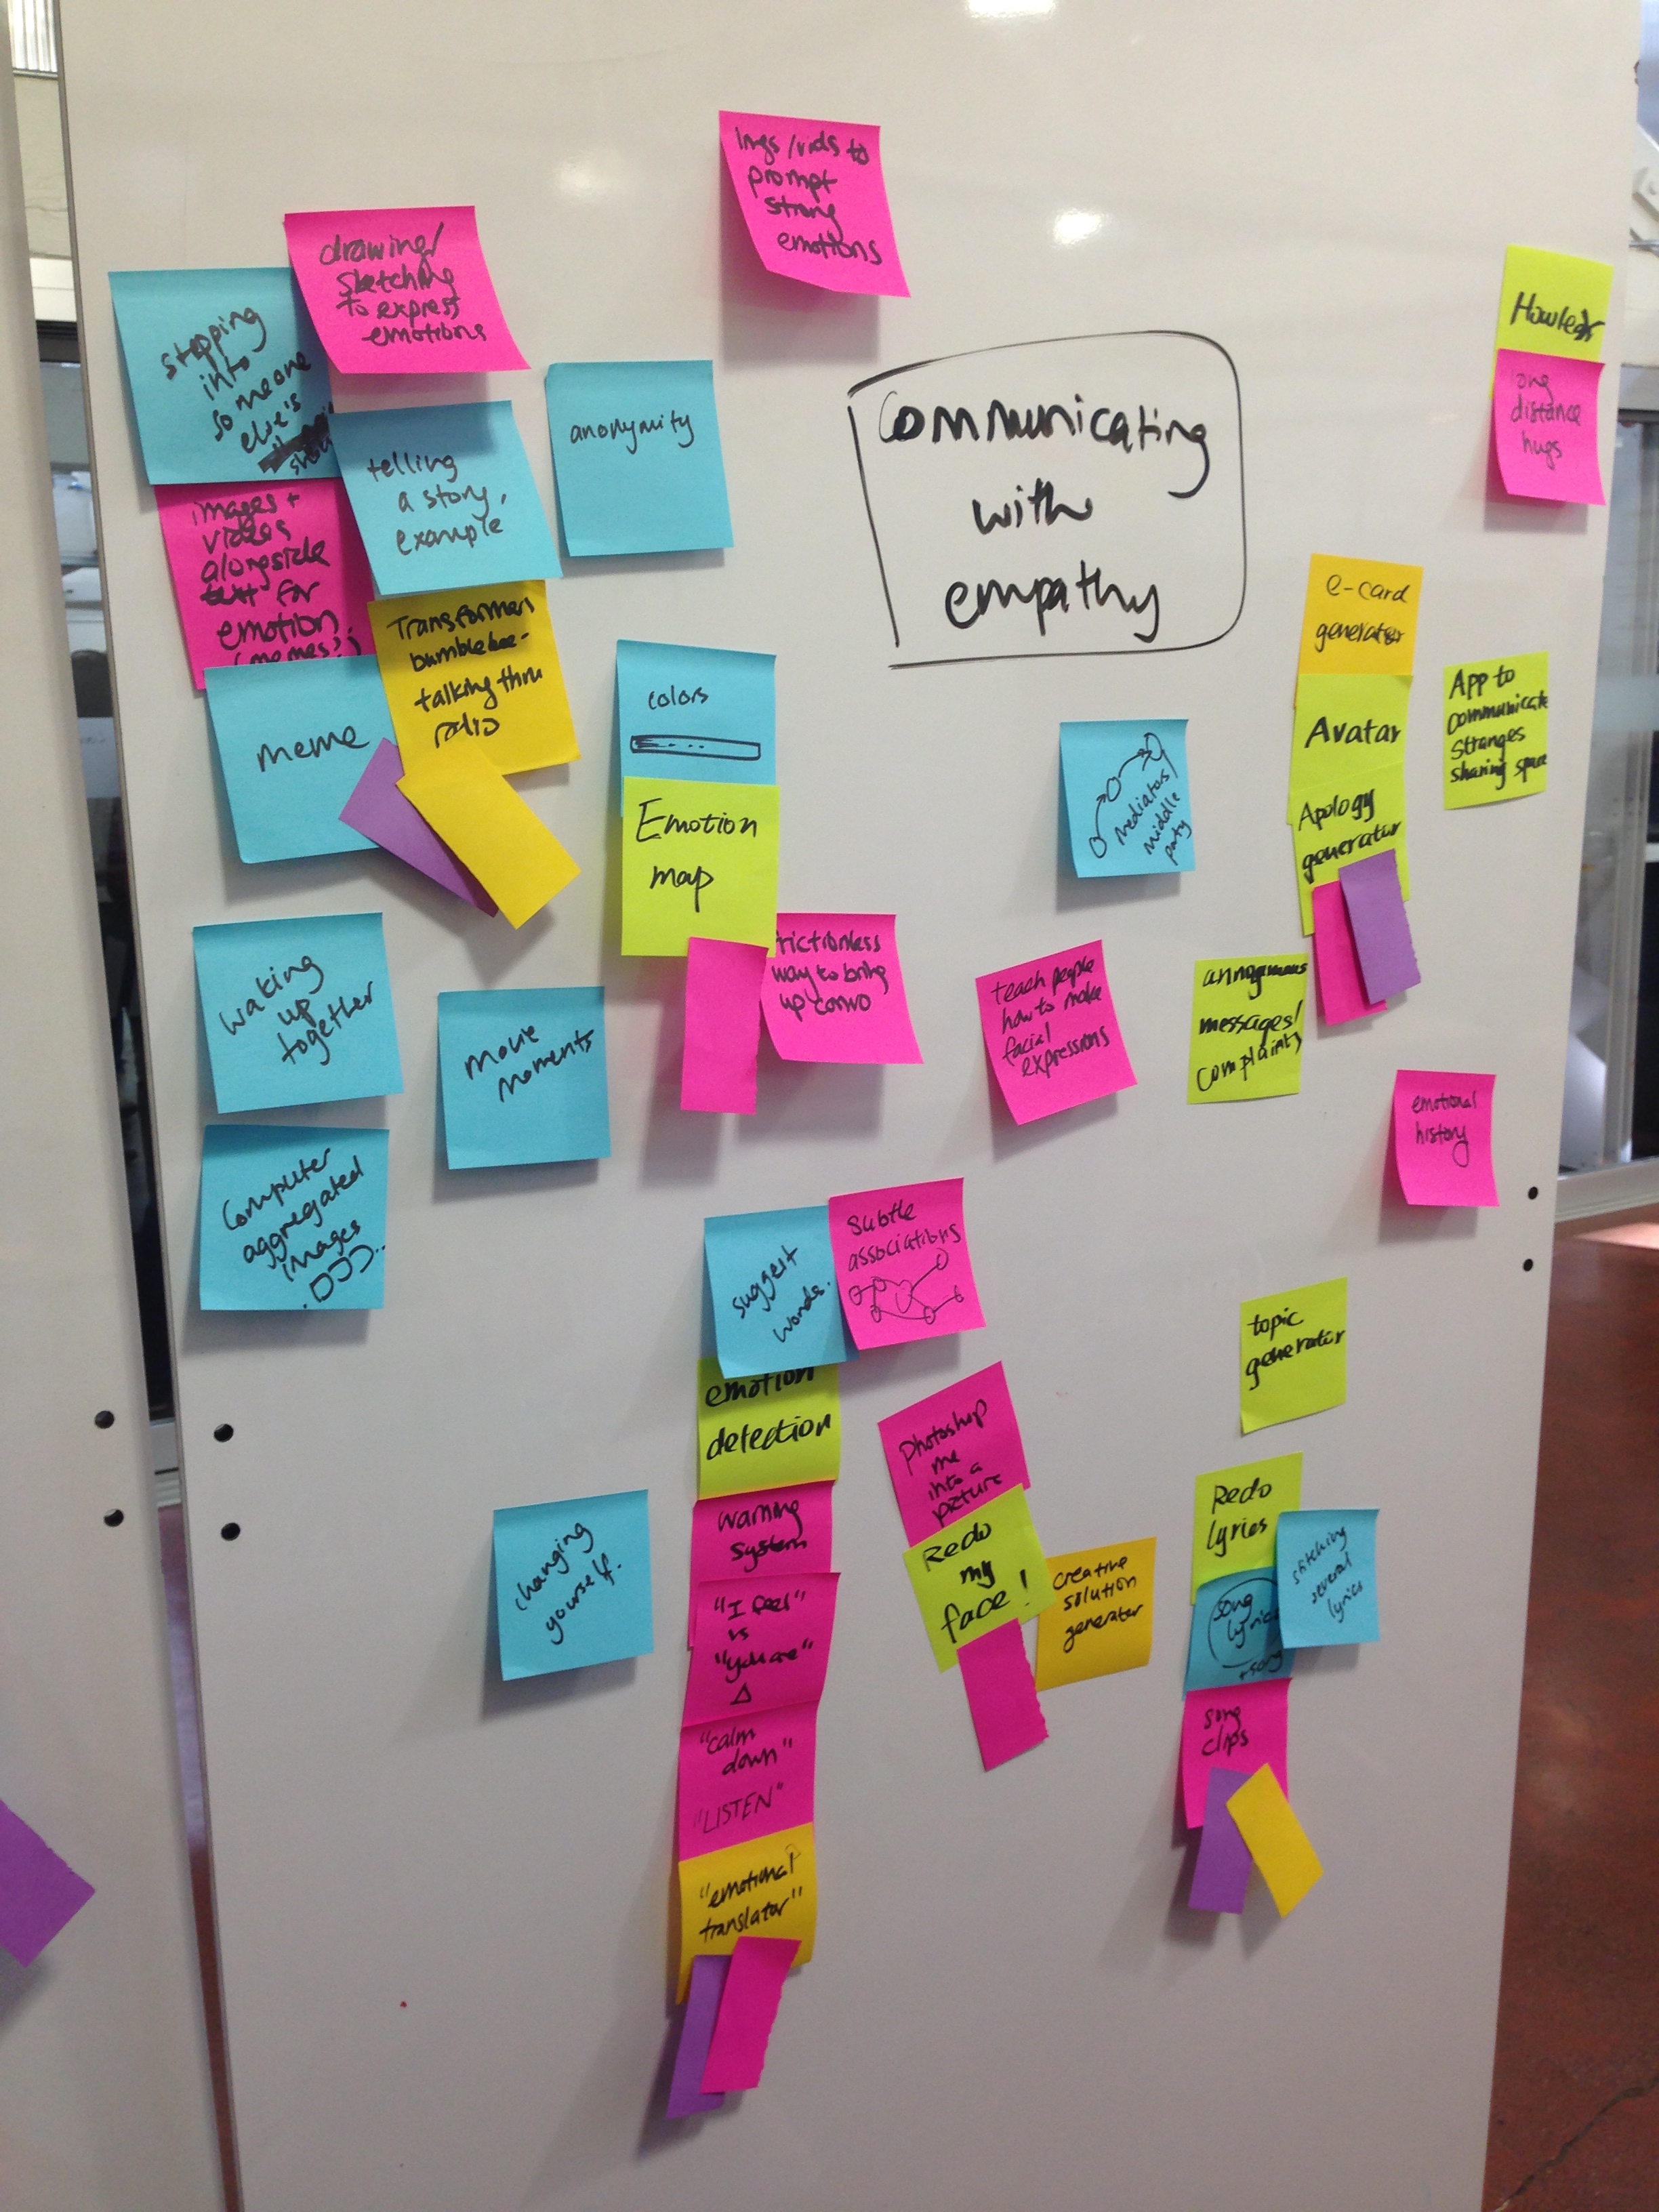 Imgs/vids to
prompt
strong
emotions
drawing/
sketching
to express
emotions
stepping
into
someone
else's
telling
a story,
example
anonymity
Communicating
with
empathy
long
distance
hugs
images +
videos
alongside
text for
emotion
(memes?)
Transformers
bumblebee-
talking thru
radio
meme
colors
Emotion
map
frictionless
way to bring
up convo
mediator/
middle
party
e-card
generator
Avatar
Apology
generator
App to
communicate
stranges
sharing space
waking
up
together
movie
moments
teach people
how to make
facial
expressions
messages/
complaints
emotional
history
Computer
aggregated
images
suggest
words.
subtle
associations
emotion
detection
warning
system
"I feel"
vs
"you are"
"calm
down"
"LISTEN"
"emotional
translator"
changing
yourself.
photoshop
me
into a
picture
Redo
my
face!
creative
solution
generator
topic
generator
Redo
lyrics
song
lyrics
+song
stitching
several
lyrics
song
clips